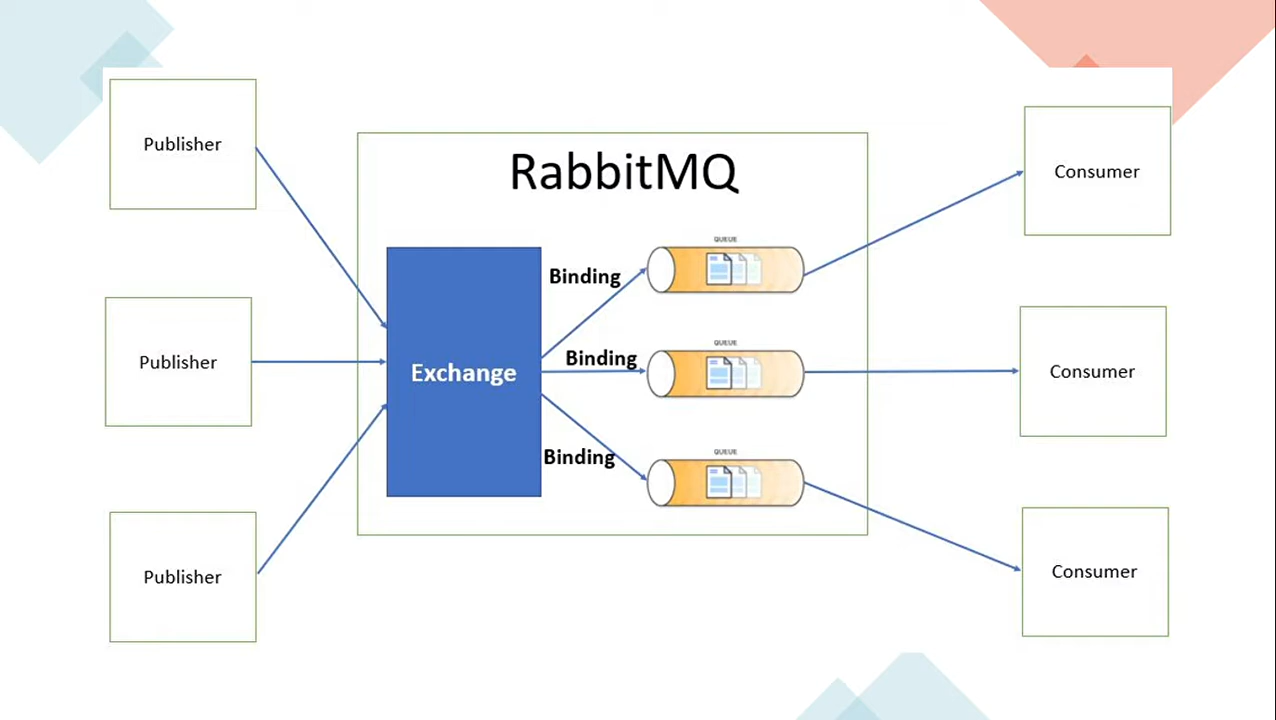 Publisher
Publisher
Publisher
RabbitMQ
Exchange
Binding
Binding
Binding
QUEUE
QUEUE
QUEUE
Consumer
Consumer
Consumer